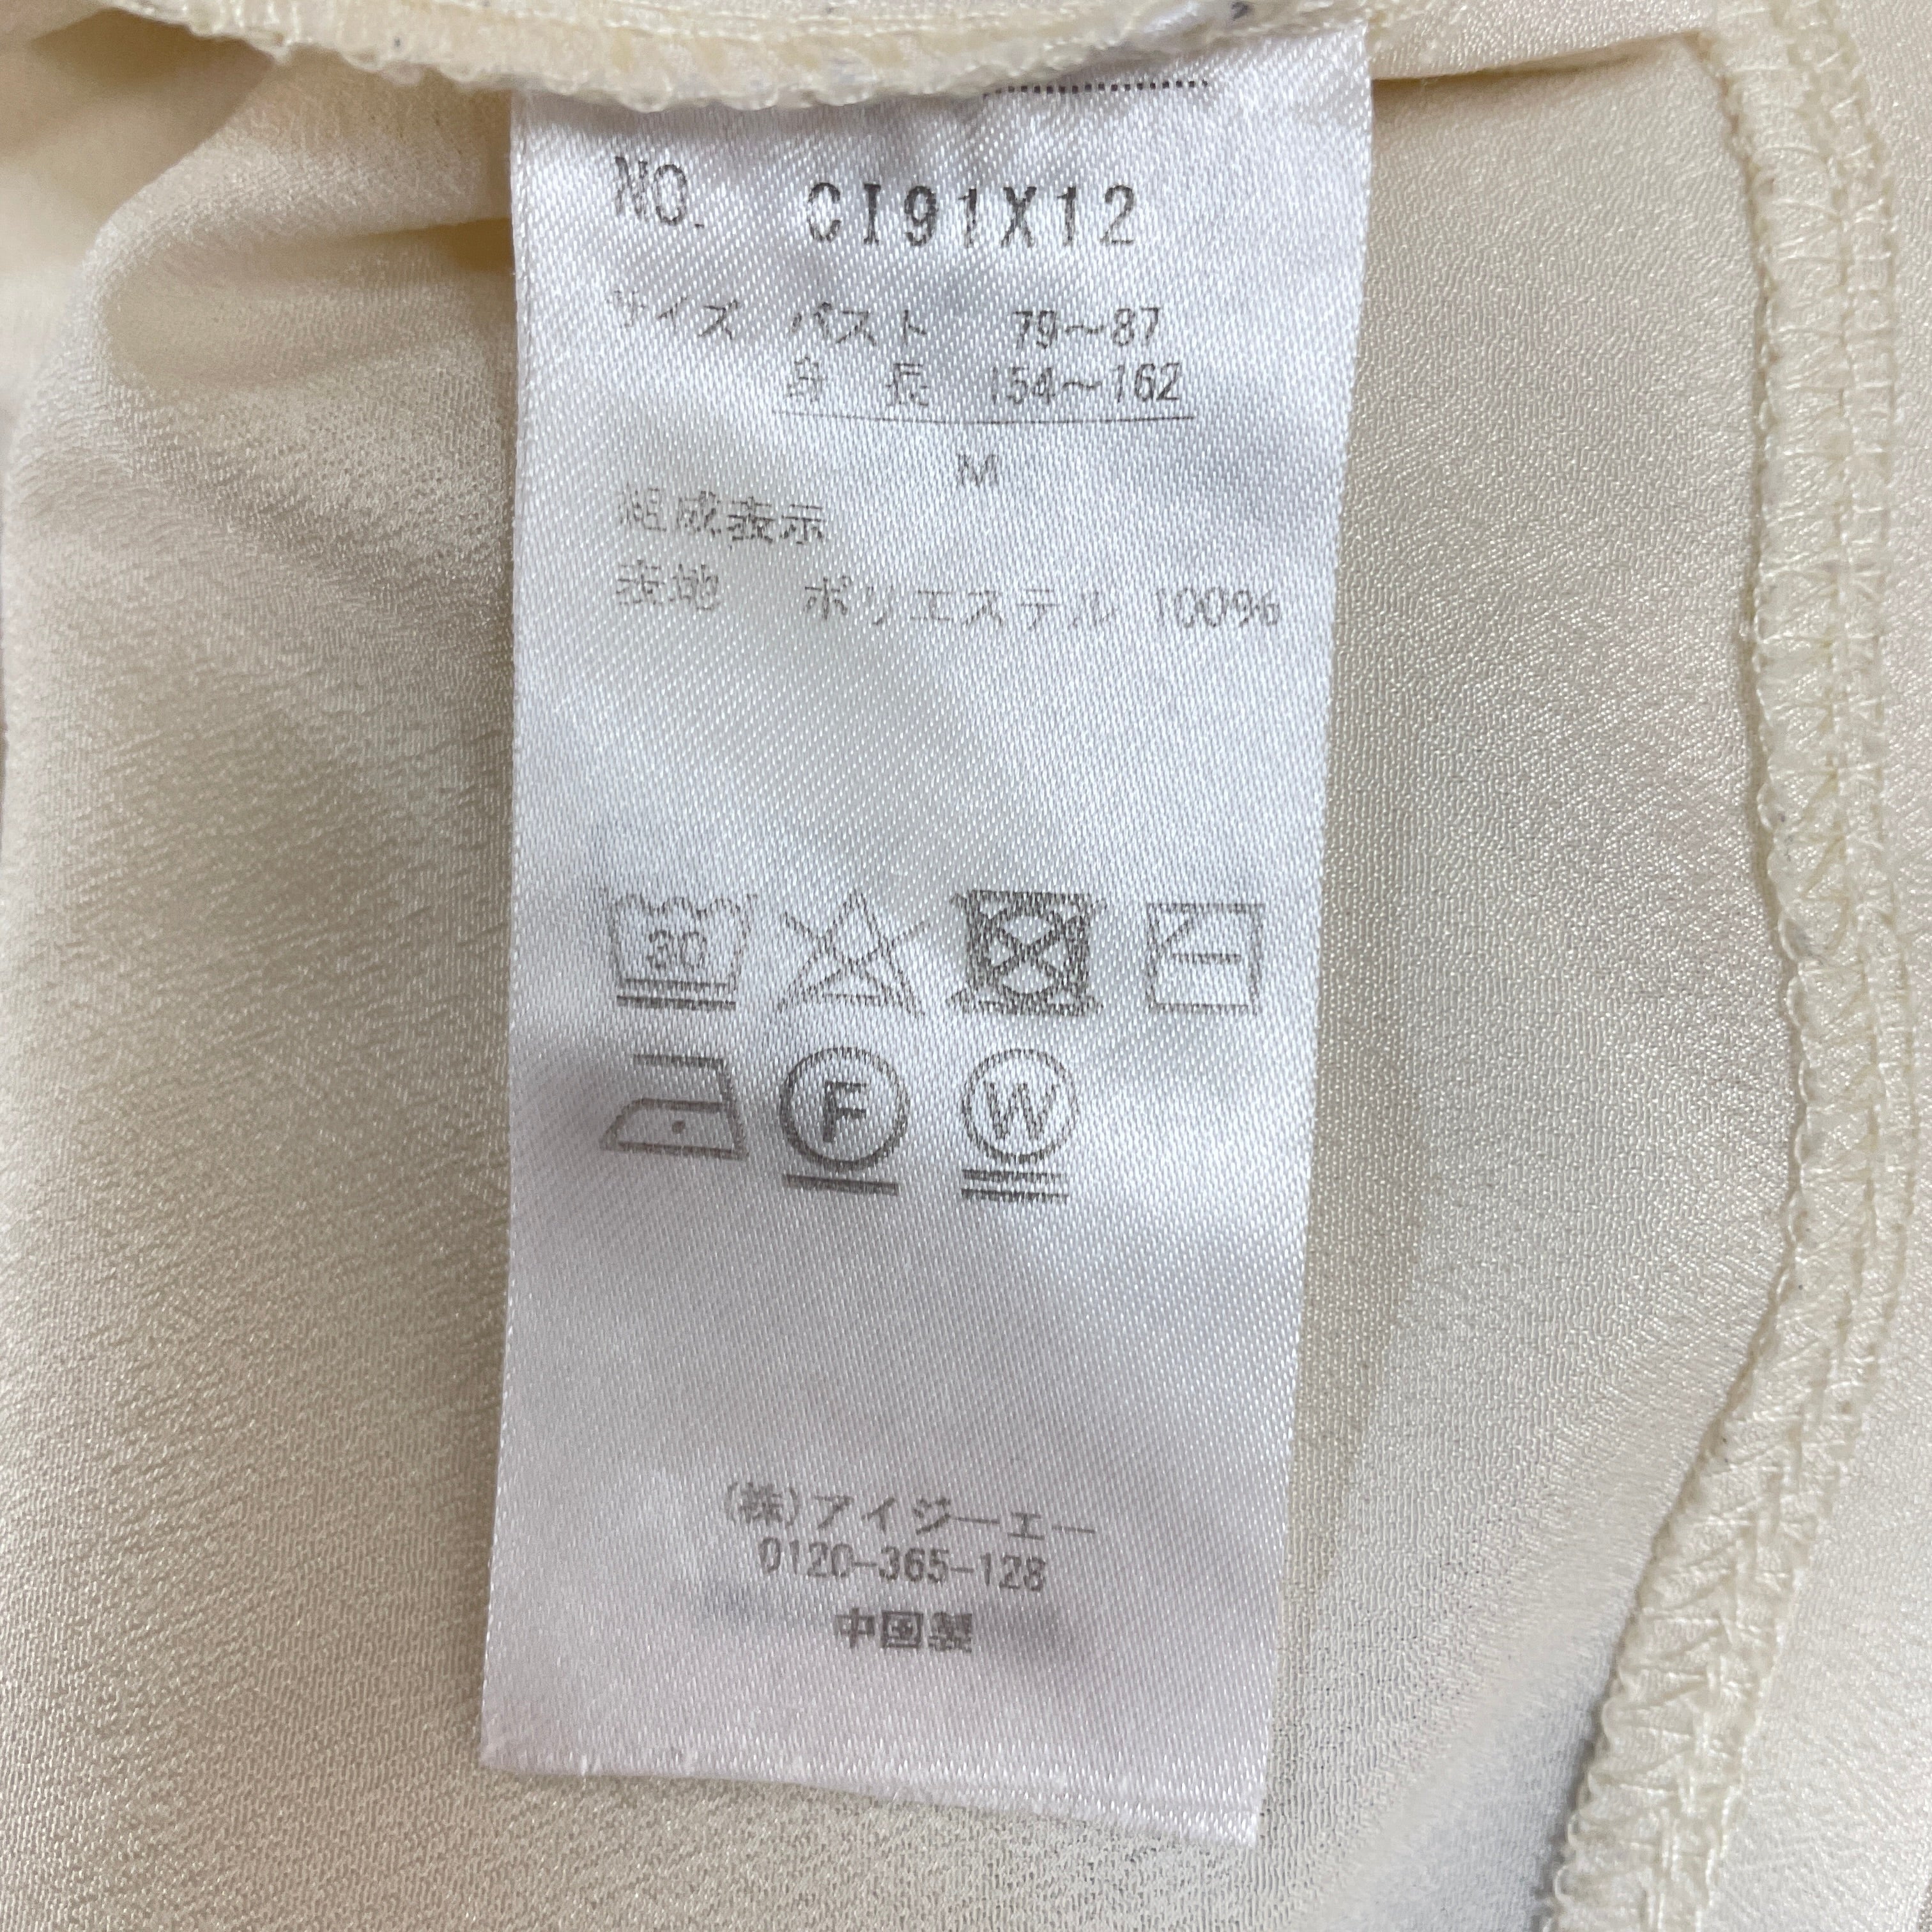 NO. CI91X12
サイズ バスト 79〜87
身 長 154〜162
M
組成表示
表地 ポリエステル 100%
30
F W
(株)アイジーエー
0120-365-128
中国製